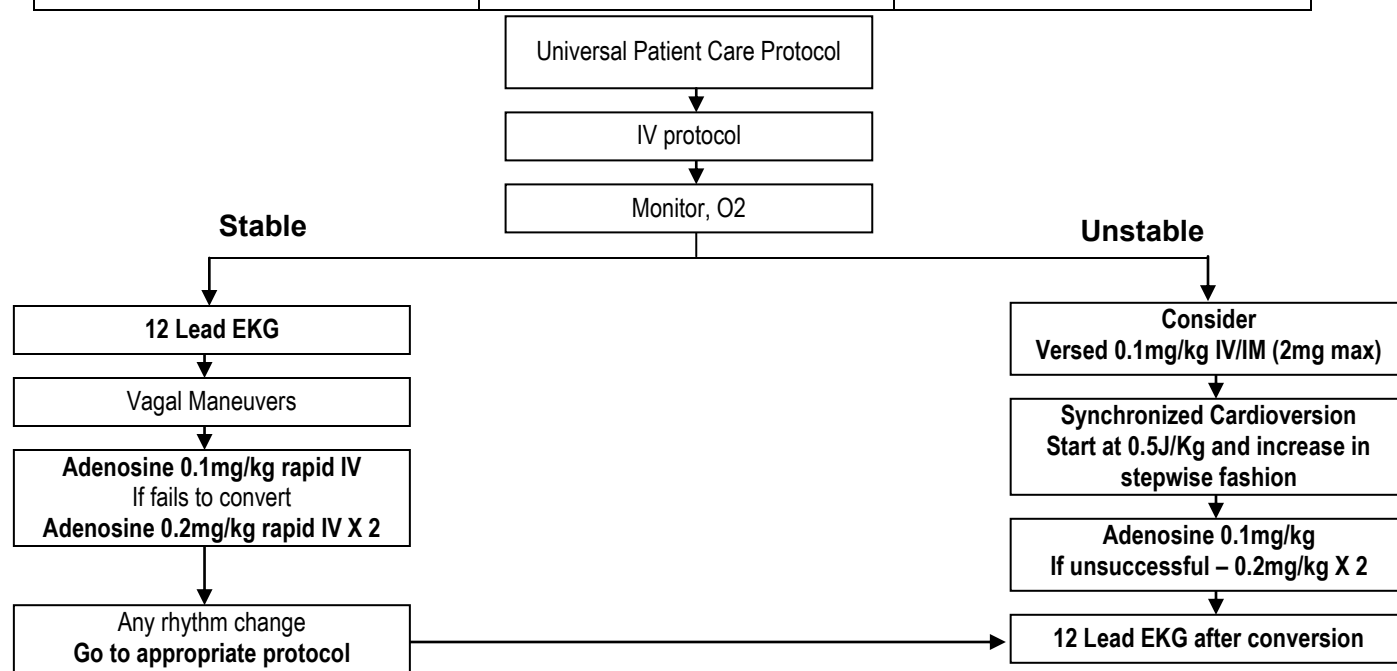 Universal Patient Care Protocol
IV protocol
Monitor, O2
Stable
Unstable
12 Lead EKG
Vagal Maneuvers
Adenosine 0.1mg/kg rapid IV
If fails to convert
Adenosine 0.2mg/kg rapid IV X 2
Any rhythm change
Go to appropriate protocol
Consider
Versed 0.1mg/kg IV/IM (2mg max)
Synchronized Cardioversion
Start at 0.5J/Kg and increase in
stepwise fashion
Adenosine 0.1mg/kg
If unsuccessful – 0.2mg/kg X 2
12 Lead EKG after conversion